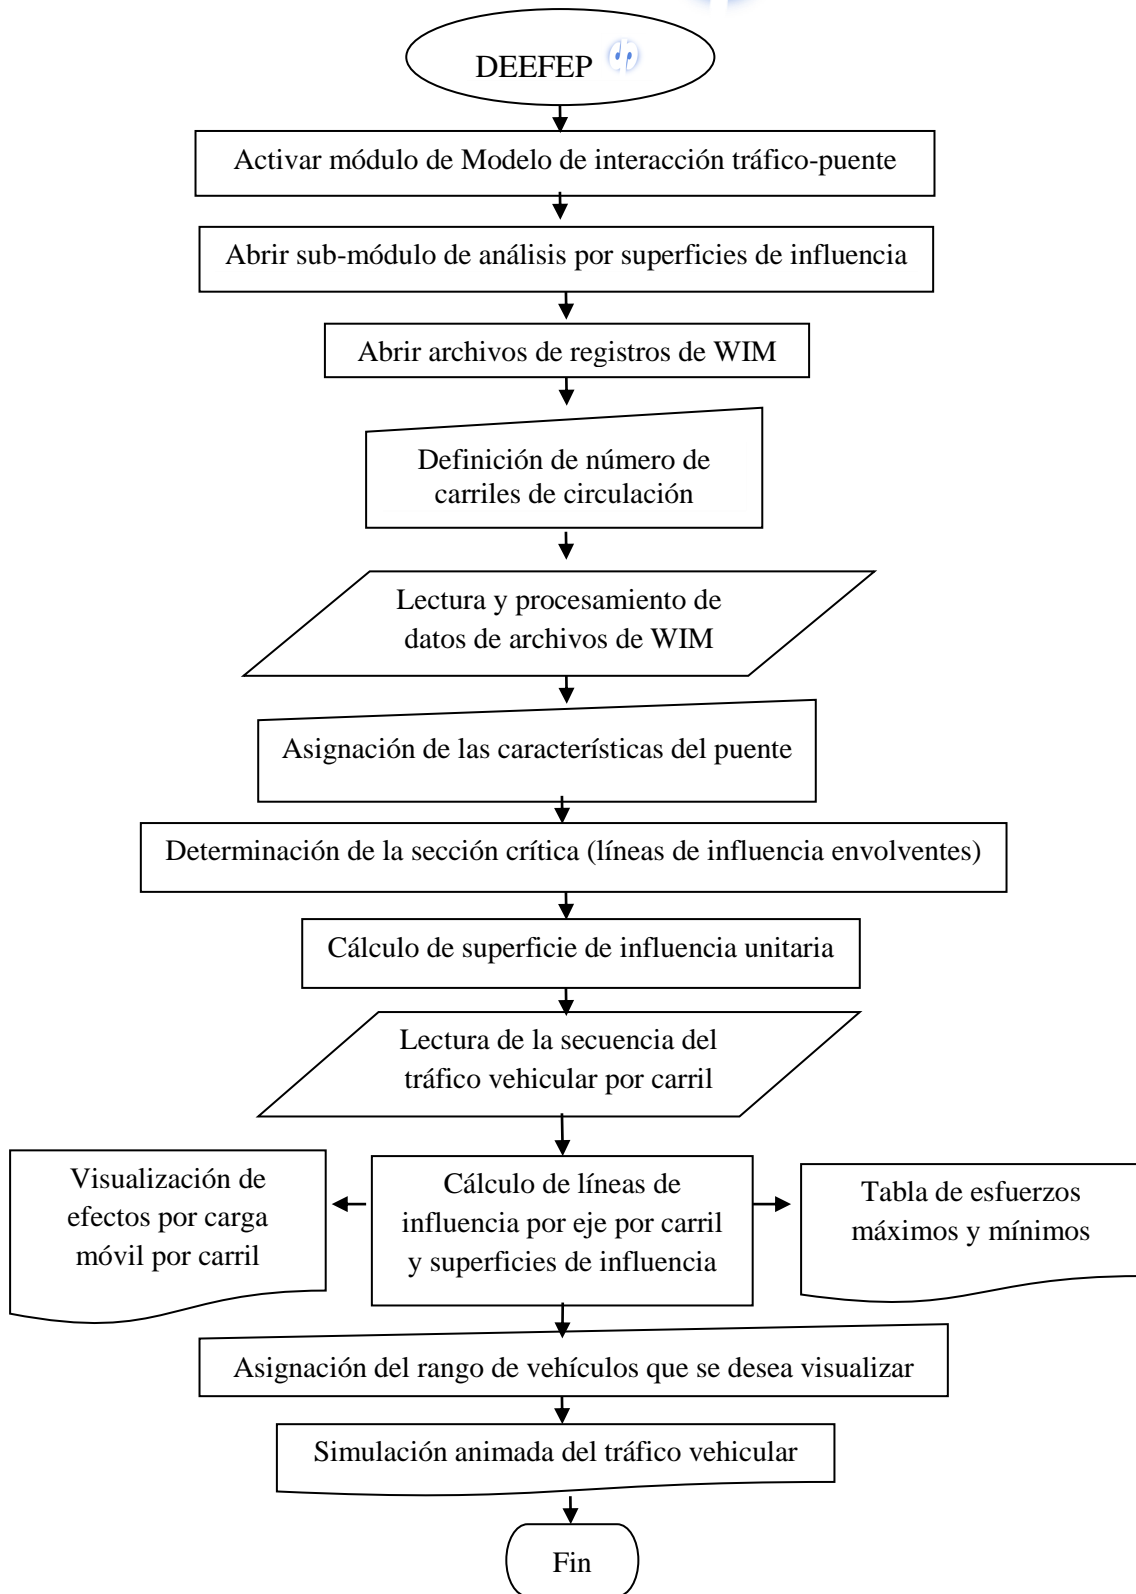 DEEFEP
Activar módulo de Modelo de interacción tráfico-puente
Abrir sub-módulo de análisis por superficies de influencia
Abrir archivos de registros de WIM
Definición de número de
carriles de circulación
Lectura y procesamiento de
datos de archivos de WIM
Asignación de las características del puente
Determinación de la sección crítica (líneas de influencia envolventes)
Cálculo de superficie de influencia unitaria
Lectura de la secuencia del
tráfico vehicular por carril
Visualización de
efectos por carga
móvil por carril
Cálculo de líneas de
influencia por eje por carril
y superficies de influencia
Tabla de esfuerzos
máximos y mínimos
Asignación del rango de vehículos que se desea visualizar
Simulación animada del tráfico vehicular
Fin